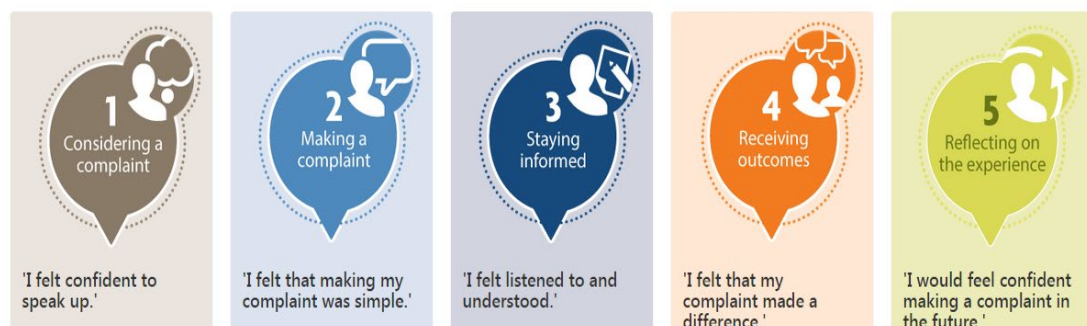 1
Considering a
complaint
'I felt confident to
speak up.'
2
Making a
complaint
'I felt that making my
complaint was simple.'
3
Staying
informed
'I felt listened to and
understood.'
4
Receiving
outcomes
'I felt that my
complaint made a
difference.'
5
Reflecting on
the experience
'I would feel confident
making a complaint in
the future.'